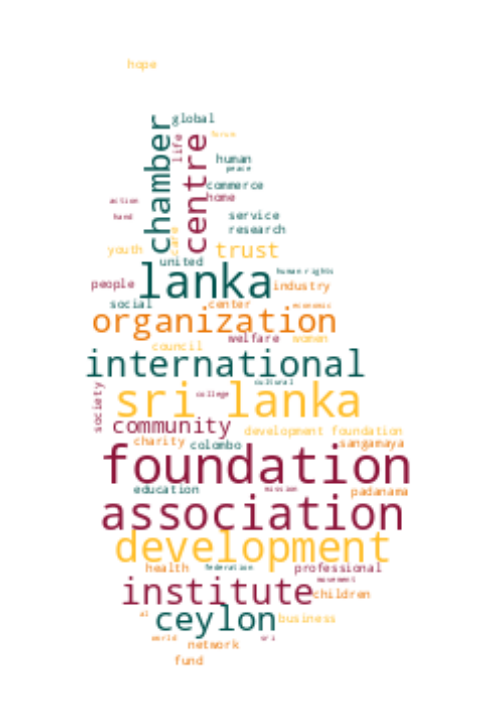 hope
global
forum
chamber
life
centre
human
peace
commerce
home
action
hand
service
research
care
youth
trust
united
lanka
human rights
people
industry
social
center
economic
organization
welfare
women
council
international
cultural
college
sri lanka
society
community
development foundation
charity
colombo
sangamaya
foundation
education
mission
padanama
association
development
health
federation
professional
movement
institute
children
al
ceylon
business
world
sri
network
fund